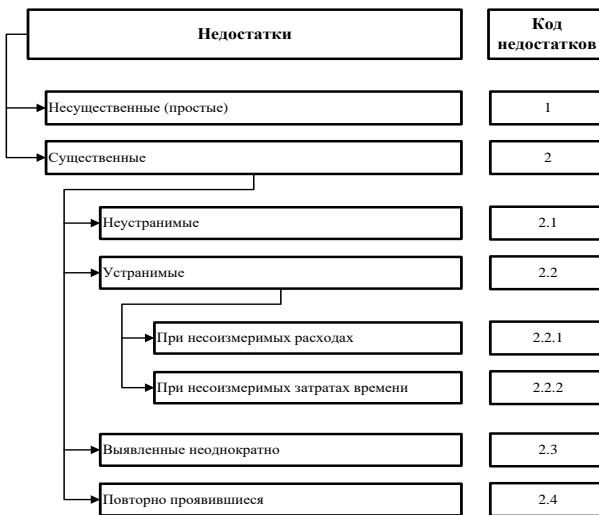 Недостатки
Код
недостатков
Несущественные (простые)
1
Существенные
2
Неустранимые
2.1
Устранимые
2.2
При несоизмеримых расходах
2.2.1
При несоизмеримых затратах времени
2.2.2
Выявленные неоднократно
2.3
Повторно проявившиеся
2.4